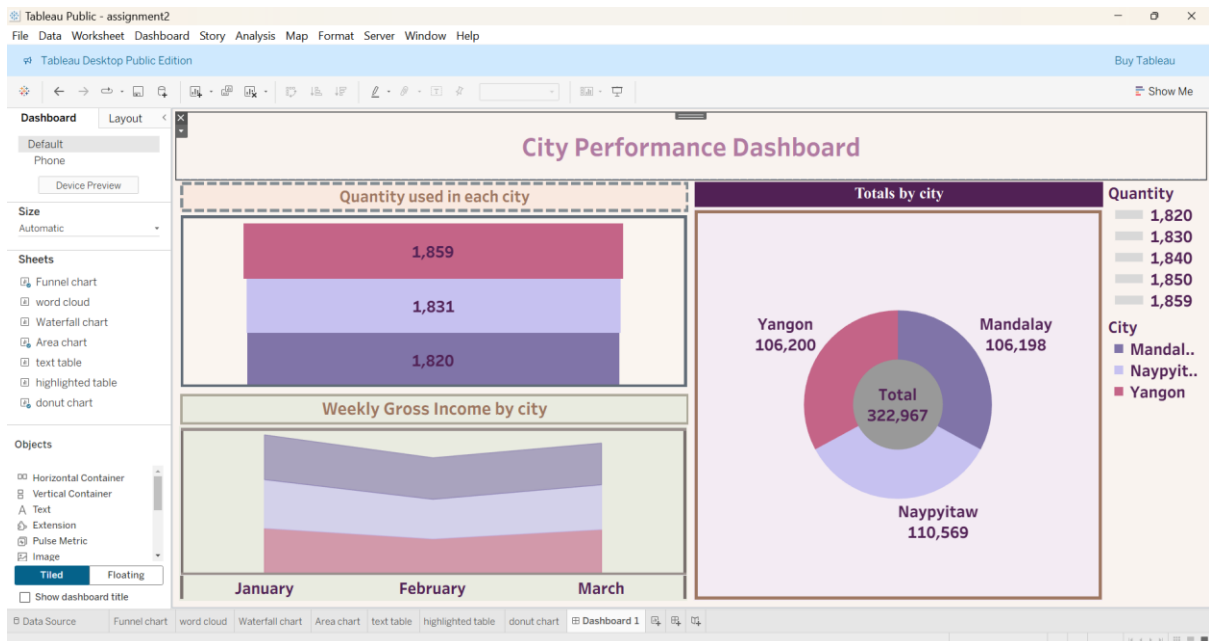 Tableau Public - assignment2
File Data Worksheet Dashboard Story Analysis Map Format Server Window Help
Tableau Desktop Public Edition
Buy Tableau
Show Me
Dashboard Layout
Default
Phone
Device Preview
Size
Automatic
Sheets
Funnel chart
word cloud
Waterfall chart
Area chart
text table
highlighted table
donut chart
Objects
Horizontal Container
Vertical Container
Text
Extension
Pulse Metric
Image
Tiled Floating
Show dashboard title
City Performance Dashboard
Quantity used in each city
1,859
1,831
1,820
Weekly Gross Income by city
January February March
Totals by city
Yangon
106,200
Mandalay
106,198
Total
322,967
Naypyitaw
110,569
Quantity
1,820
1,830
1,840
1,850
1,859
City
Mandal..
Naypyit..
Yangon
Data Source Funnel chart word cloud Waterfall chart Area chart text table highlighted table donut chart Dashboard 1